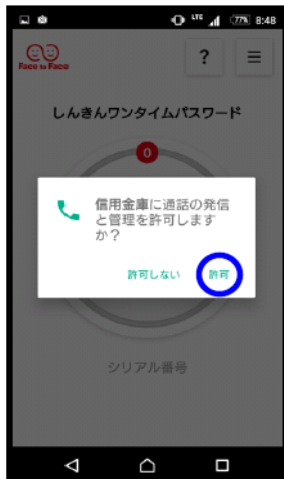 LTE 77% 8:48
Face to Face
?
しんきんワンタイムパスワード
0
信用金庫に通話の発信
と管理を許可します
か？
許可しない 許可
シリアル番号